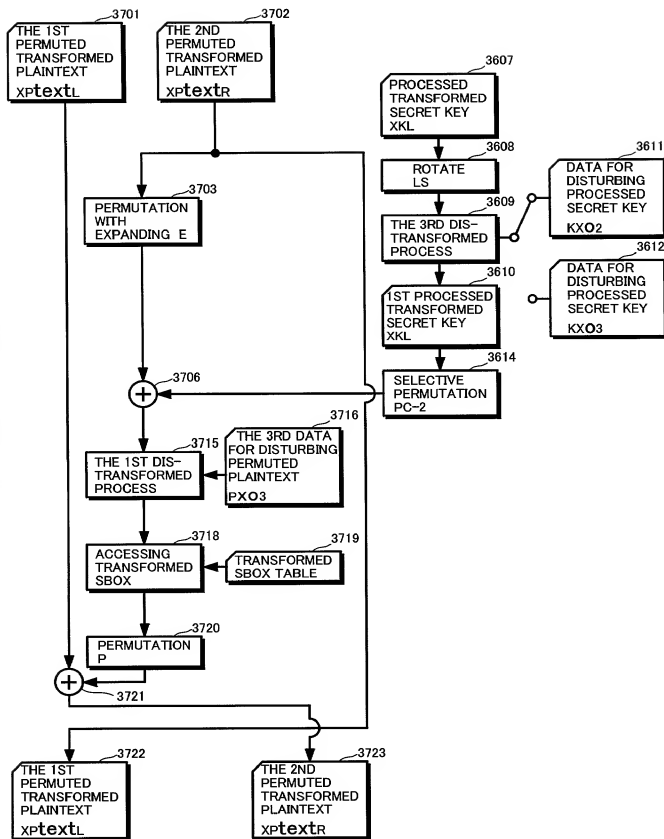 3701
THE 1ST
PERMUTED
TRANSFORMED
PLAINTEXT
XPtextL
3702
THE 2ND
PERMUTED
TRANSFORMED
PLAINTEXT
XPtextR
3607
PROCESSED
TRANSFORMED
SECRET KEY
XKL
3608
ROTATE
LS
3609
THE 3RD DIS-
TRANSFORMED
PROCESS
3611
DATA FOR
DISTURBING
PROCESSED
SECRET KEY
KXO2
3612
DATA FOR
DISTURBING
PROCESSED
SECRET KEY
KXO3
3610
1ST PROCESSED
TRANSFORMED
SECRET KEY
XKL
3614
SELECTIVE
PERMUTATION
PC-2
3703
PERMUTATION
WITH
EXPANDING E
3706
3715
THE 1ST DIS-
TRANSFORMED
PROCESS
3716
THE 3RD DATA
FOR DISTURBING
PERMUTED
PLAINTEXT
PXO3
3718
ACCESSING
TRANSFORMED
SBOX
3719
TRANSFORMED
SBOX TABLE
3720
PERMUTATION
P
3721
3722
THE 1ST
PERMUTED
TRANSFORMED
PLAINTEXT
XPtextL
3723
THE 2ND
PERMUTED
TRANSFORMED
PLAINTEXT
XPtextR